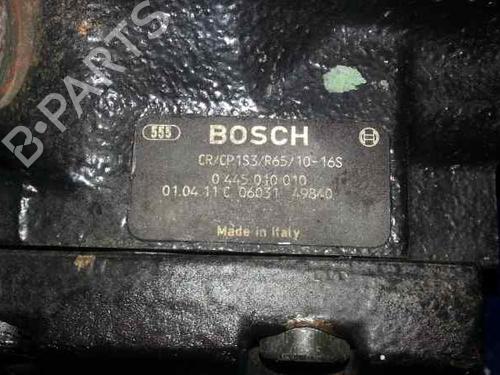 B-PARTS
555 BOSCH
CR/CP1S3/R65/10-16S
0 445 010 010
01.04.11 C 06031 49840
Made in Italy